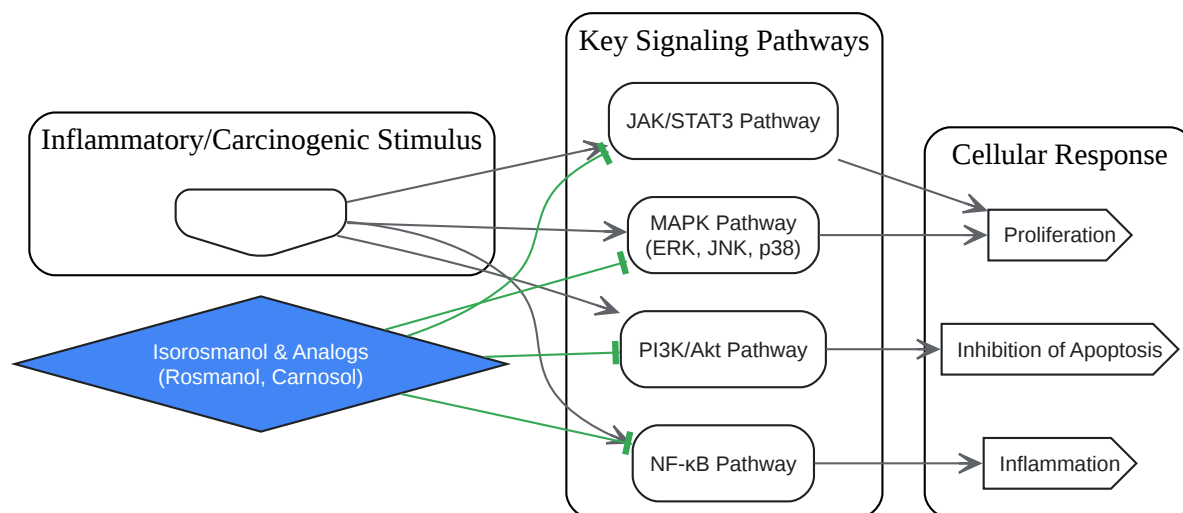 Key Signaling Pathways
JAK/STAT3 Pathway
Inflammatory/Carcinogenic Stimulus
Cellular Response
MAPK Pathway
(ERK, JNK, p38)
Proliferation
Isorosmanol & Analogs
(Rosmanol, Carnosol)
PI3K/Akt Pathway
Inhibition of Apoptosis
NF-κB Pathway
Inflammation